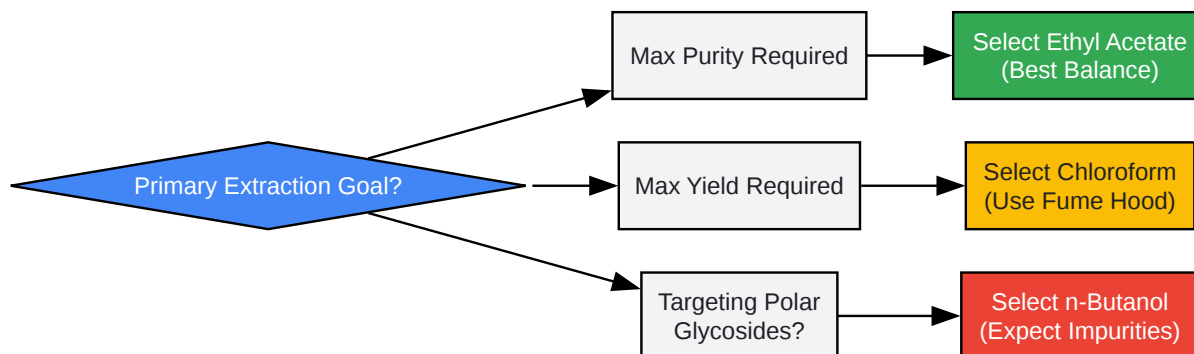 Primary Extraction Goal?
Max Purity Required
Select Ethyl Acetate
(Best Balance)
Max Yield Required
Select Chloroform
(Use Fume Hood)
Targeting Polar
Glycosides?
Select n-Butanol
(Expect Impurities)